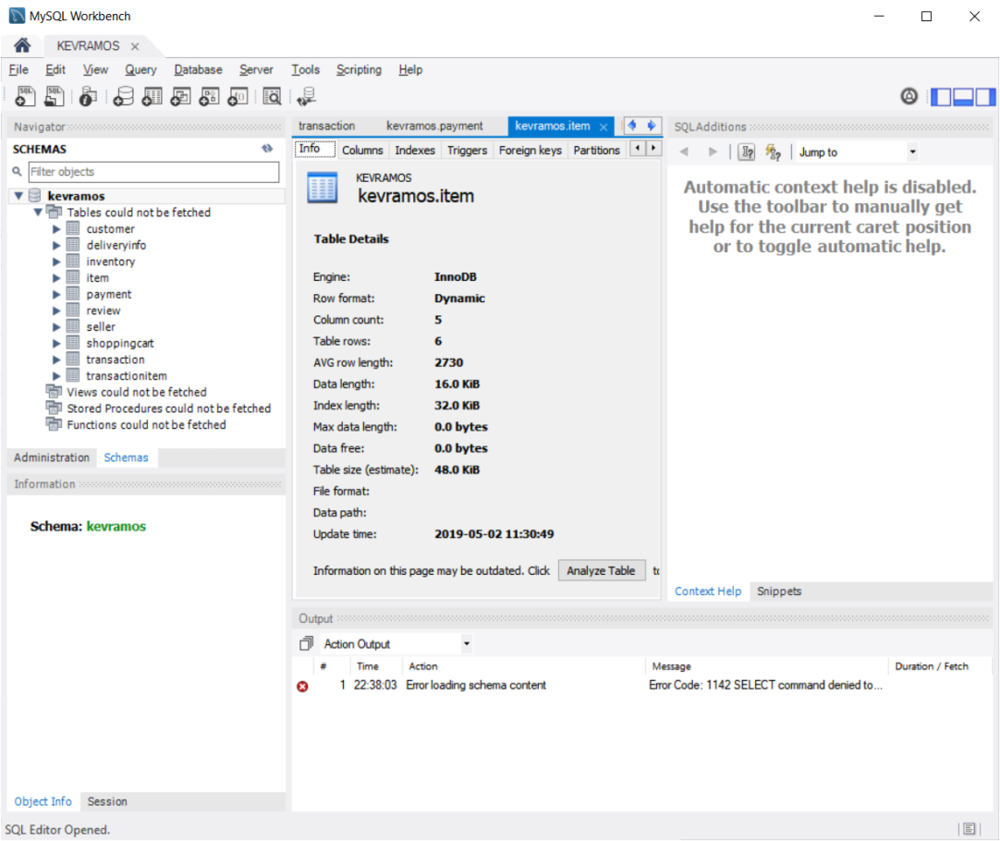 MySQL Workbench
KEVRAMOS
File Edit View Query Database Server Tools Scripting Help
Navigator
SCHEMAS
Filter objects
kevramos
Tables could not be fetched
customer
deliveryinfo
inventory
item
payment
review
seller
shoppingcart
transaction
transactionitem
Views could not be fetched
Stored Procedures could not be fetched
Functions could not be fetched
Administration Schemas
Information
Schema: kevramos
Object Info Session
transaction kevramos.payment kevramos.item
Info Columns Indexes Triggers Foreign keys Partitions
KEVRAMOS
kevramos.item
Table Details
Engine: InnoDB
Row format: Dynamic
Column count: 5
Table rows: 6
AVG row length: 2730
Data length: 16.0 KiB
Index length: 32.0 KiB
Max data length: 0.0 bytes
Data free: 0.0 bytes
Table size (estimate): 48.0 KiB
File format:
Data path:
Update time: 2019-05-02 11:30:49
Information on this page may be outdated. Click Analyze Table to
SQLAdditions
Jump to
Automatic context help is disabled.
Use the toolbar to manually get
help for the current caret position
or to toggle automatic help.
Context Help Snippets
Output
Action Output
# Time Action Message Duration / Fetch
1 22:38:03 Error loading schema content Error Code: 1142 SELECT command denied to...
SQL Editor Opened.